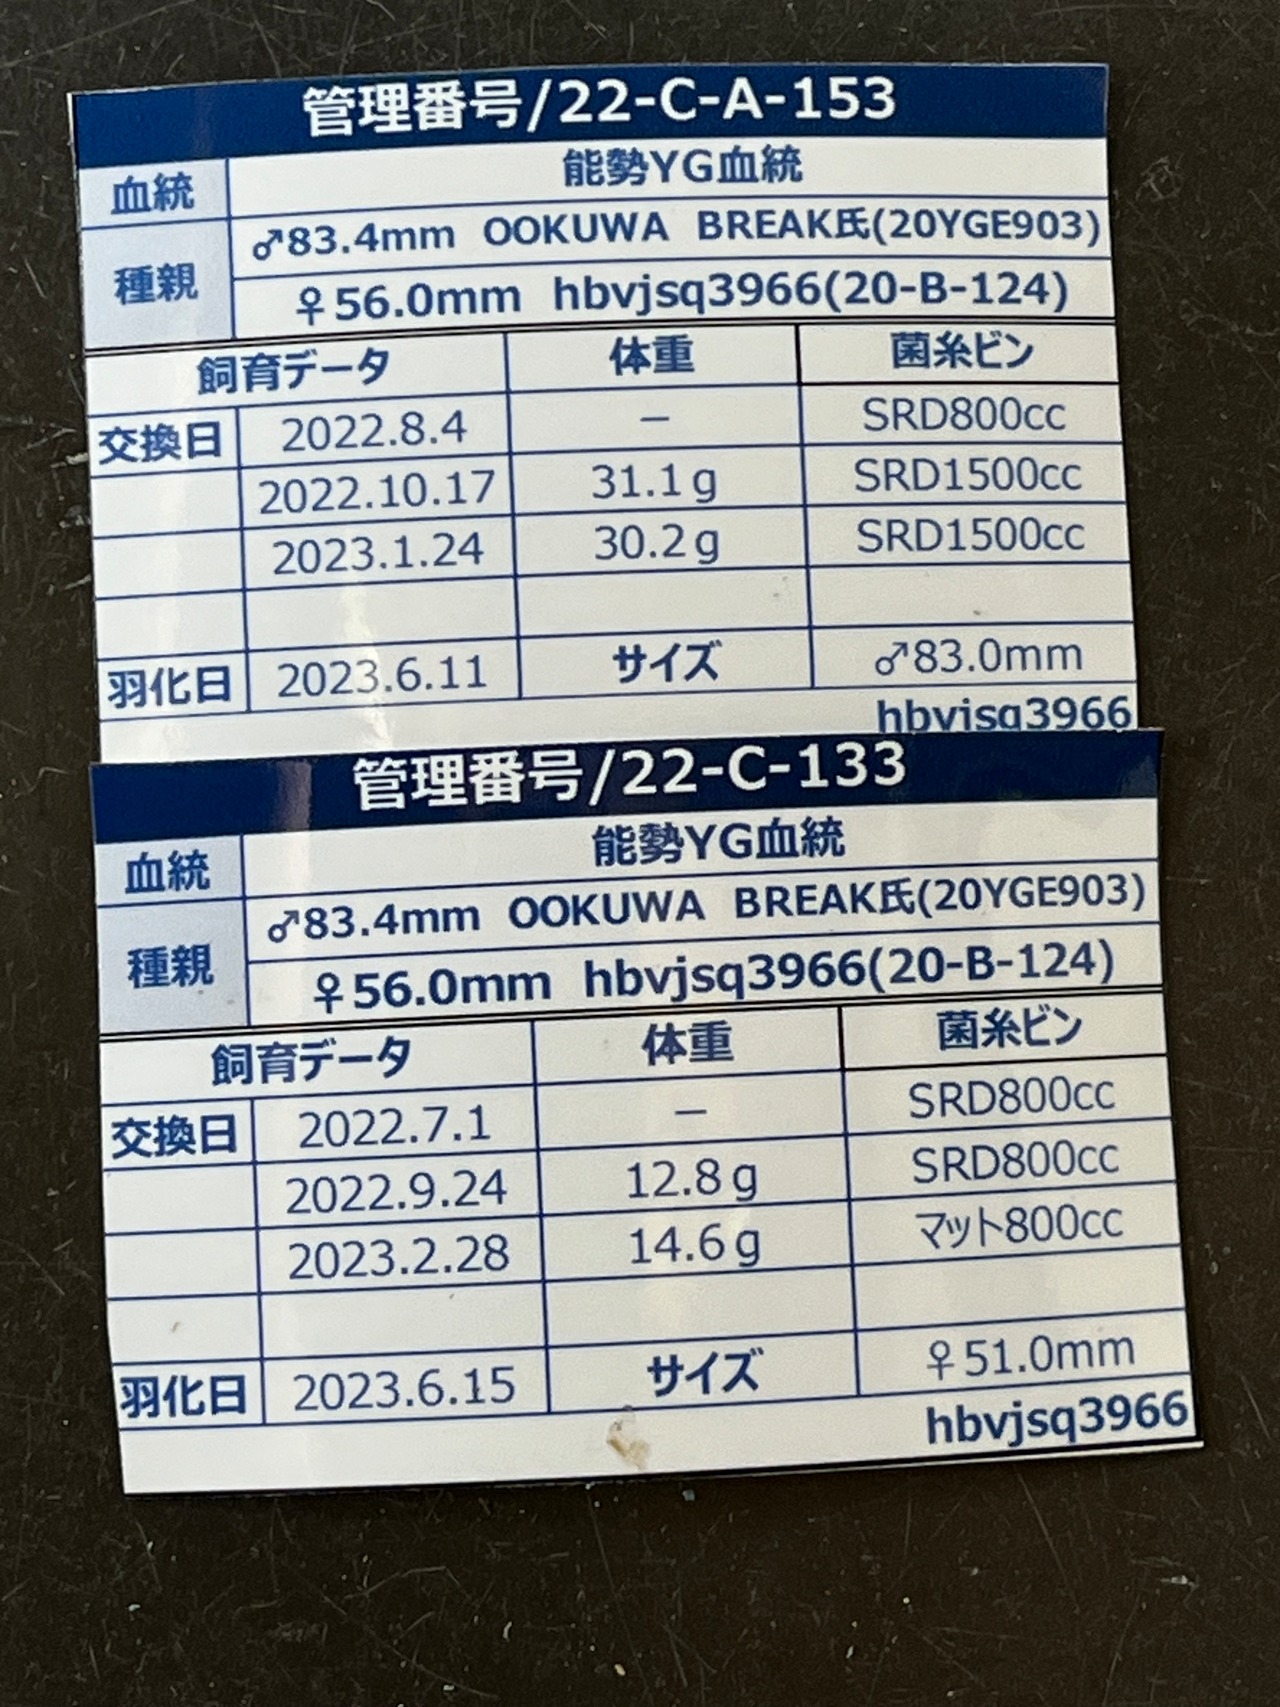 管理番号/22-C-A-153
血統 能勢YG血統
種親 ♂83.4mm OOKUWA BREAK氏(20YGE903)
♀56.0mm hbvjsq3966(20-B-124)
飼育データ 体重 菌糸ビン
交換日 2022.8.4 － SRD800cc
2022.10.17 31.1g SRD1500cc
2023.1.24 30.2g SRD1500cc
羽化日 2023.6.11 サイズ ♂83.0mm
hbvjsq3966
管理番号/22-C-133
血統 能勢YG血統
種親 ♂83.4mm OOKUWA BREAK氏(20YGE903)
♀56.0mm hbvjsq3966(20-B-124)
飼育データ 体重 菌糸ビン
交換日 2022.7.1 － SRD800cc
2022.9.24 12.8g SRD800cc
2023.2.28 14.6g マット800cc
羽化日 2023.6.15 サイズ ♀51.0mm
hbvjsq3966